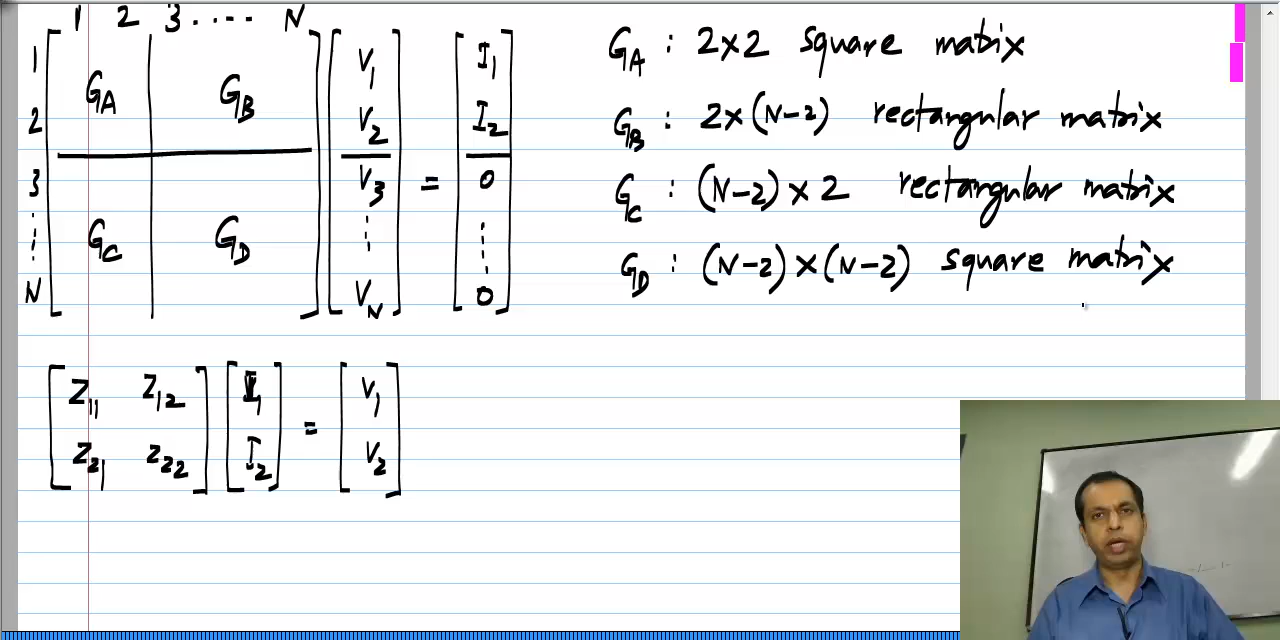 1 2 3 .... N
1 G_A G_B V_1 I_1
2 V_2 I_2
3 V_3 = 0
⋮ G_C G_D ⋮ ⋮
N V_N 0
G_A : 2×2 square matrix
G_B : 2×(N-2) rectangular matrix
G_C : (N-2)×2 rectangular matrix
G_D : (N-2)×(N-2) square matrix
Z_11 Z_12 I_1 V_1
=
Z_21 Z_22 I_2 V_2